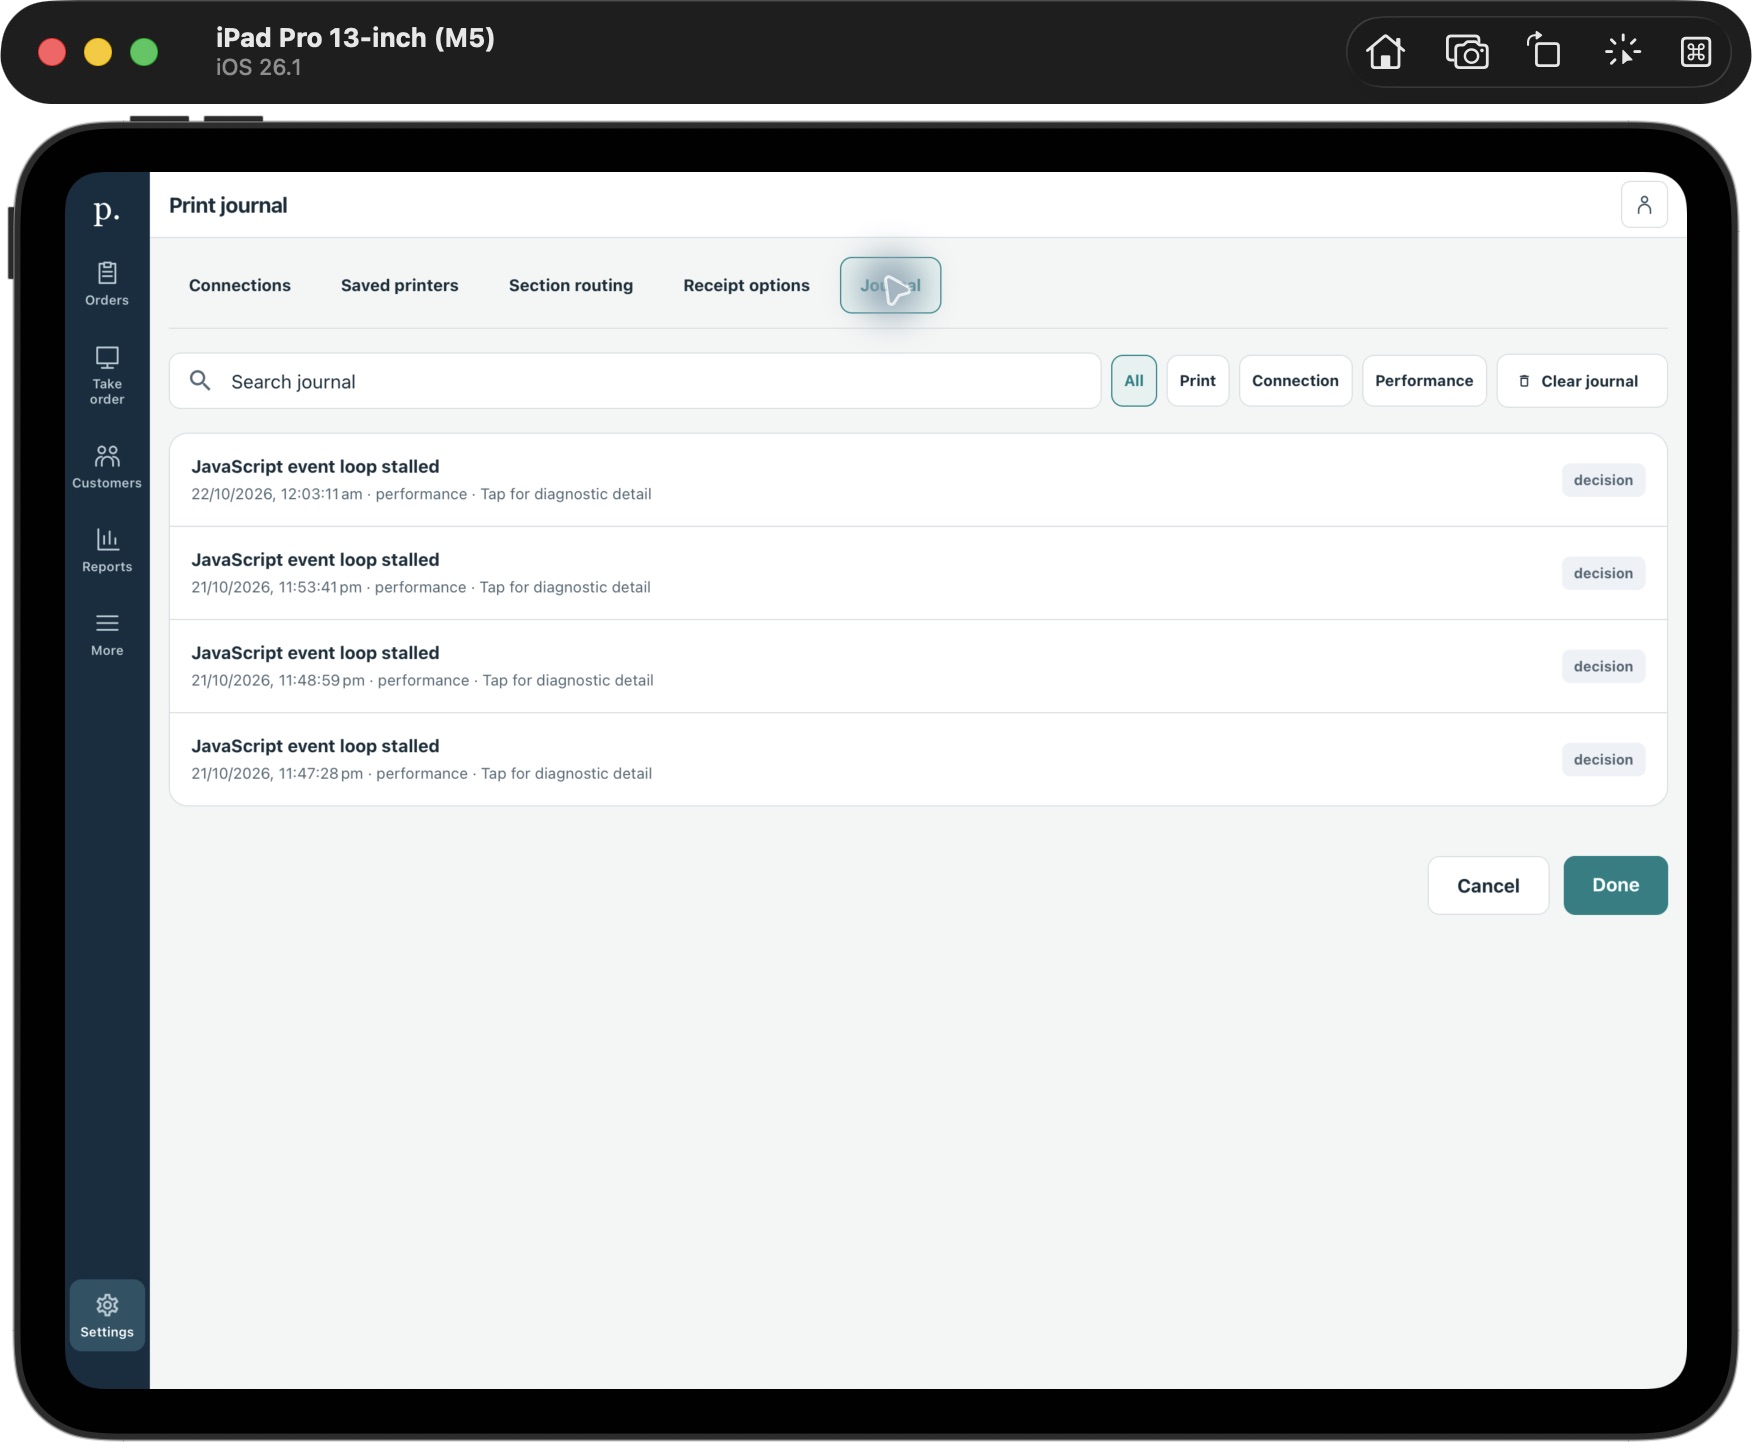 iPad Pro 13-inch (M5)
iOS 26.1
p.
Orders
Take
order
Customers
Reports
More
Settings
Print journal
Connections
Saved printers
Section routing
Receipt options
Search journal
All
Print
Connection
Performance
Clear journal
JavaScript event loop stalled
22/10/2026, 12:03:11 am · performance · Tap for diagnostic detail
decision
JavaScript event loop stalled
21/10/2026, 11:53:41 pm · performance · Tap for diagnostic detail
decision
JavaScript event loop stalled
21/10/2026, 11:48:59 pm · performance · Tap for diagnostic detail
decision
JavaScript event loop stalled
21/10/2026, 11:47:28 pm · performance · Tap for diagnostic detail
decision
Cancel
Done